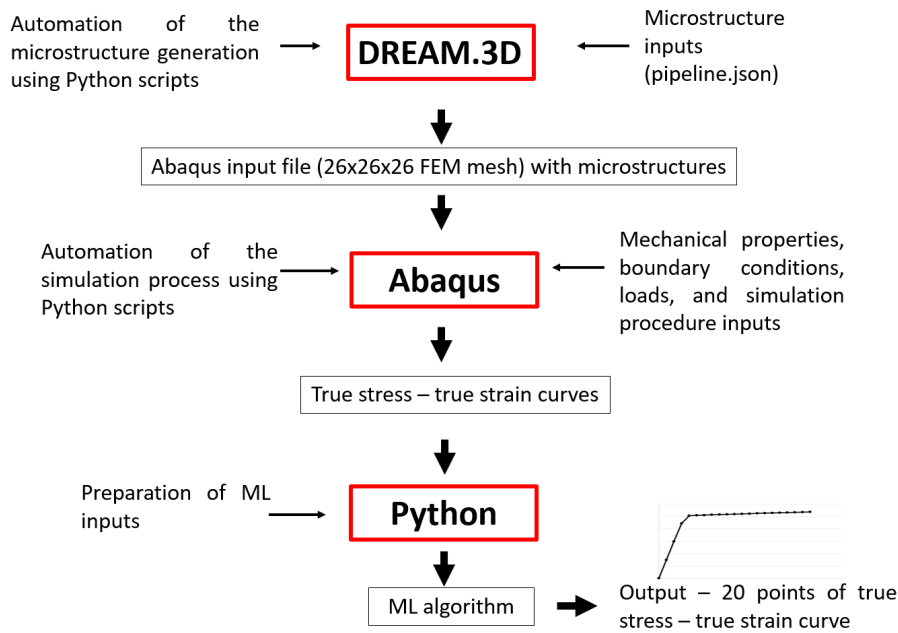 Automation of the
microstructure generation
using Python scripts
DREAM.3D
Microstructure
inputs
(pipeline.json)
Abaqus input file (26x26x26 FEM mesh) with microstructures
Automation of the
simulation process using
Python scripts
Abaqus
Mechanical properties,
boundary conditions,
loads, and simulation
procedure inputs
True stress – true strain curves
Preparation of ML
inputs
Python
ML algorithm
Output – 20 points of true
stress – true strain curve